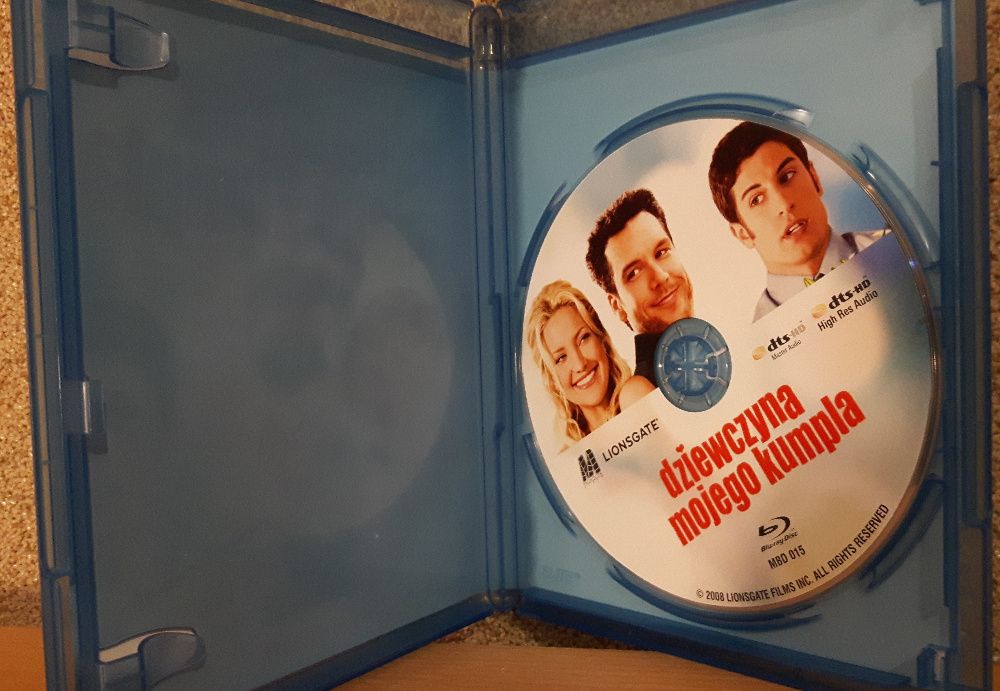 dts-HD
Master Audio
dts-HD
High Res Audio
LIONSGATE
dziewczyna
mojego kumpla
Blu-ray Disc
MBD 015
© 2008 LIONSGATE FILMS INC. ALL RIGHTS RESERVED